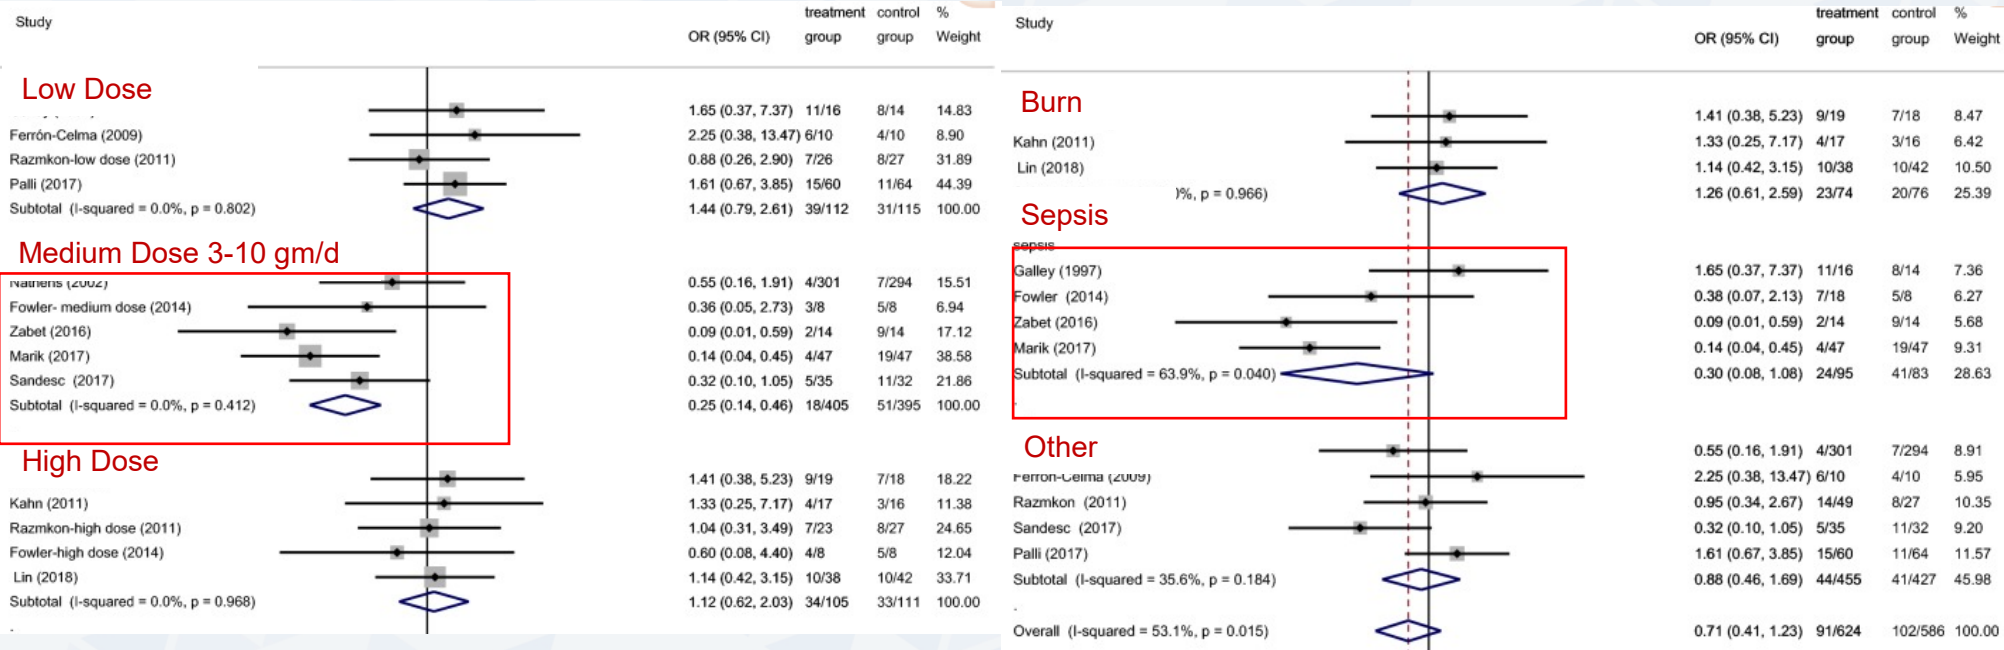 Study
treatment control %
OR (95% CI) group group Weight
Low Dose
1.65 (0.37, 7.37) 11/16 8/14 14.83
Ferrón-Celma (2009) 2.25 (0.38, 13.47) 6/10 4/10 8.90
Razmkon-low dose (2011) 0.88 (0.26, 2.90) 7/26 8/27 31.89
Palli (2017) 1.61 (0.67, 3.85) 15/60 11/64 44.39
Subtotal (I-squared = 0.0%, p = 0.802) 1.44 (0.79, 2.61) 39/112 31/115 100.00
Medium Dose 3-10 gm/d
Nathens (2002) 0.55 (0.16, 1.91) 4/301 7/294 15.51
Fowler- medium dose (2014) 0.36 (0.05, 2.73) 3/8 5/8 6.94
Zabet (2016) 0.09 (0.01, 0.59) 2/14 9/14 17.12
Marik (2017) 0.14 (0.04, 0.45) 4/47 19/47 38.58
Sandesc (2017) 0.32 (0.10, 1.05) 5/35 11/32 21.86
Subtotal (I-squared = 0.0%, p = 0.412) 0.25 (0.14, 0.46) 18/405 51/395 100.00
High Dose
1.41 (0.38, 5.23) 9/19 7/18 18.22
Kahn (2011) 1.33 (0.25, 7.17) 4/17 3/16 11.38
Razmkon-high dose (2011) 1.04 (0.31, 3.49) 7/23 8/27 24.65
Fowler-high dose (2014) 0.60 (0.08, 4.40) 4/8 5/8 12.04
Lin (2018) 1.14 (0.42, 3.15) 10/38 10/42 33.71
Subtotal (I-squared = 0.0%, p = 0.968) 1.12 (0.62, 2.03) 34/105 33/111 100.00
.
Study
treatment control %
OR (95% CI) group group Weight
Burn
1.41 (0.38, 5.23) 9/19 7/18 8.47
Kahn (2011) 1.33 (0.25, 7.17) 4/17 3/16 6.42
Lin (2018) 1.14 (0.42, 3.15) 10/38 10/42 10.50
)%, p = 0.966) 1.26 (0.61, 2.59) 23/74 20/76 25.39
Sepsis
sepsis
Galley (1997) 1.65 (0.37, 7.37) 11/16 8/14 7.36
Fowler (2014) 0.38 (0.07, 2.13) 7/18 5/8 6.27
Zabet (2016) 0.09 (0.01, 0.59) 2/14 9/14 5.68
Marik (2017) 0.14 (0.04, 0.45) 4/47 19/47 9.31
Subtotal (I-squared = 63.9%, p = 0.040) 0.30 (0.08, 1.08) 24/95 41/83 28.63
.
Other
0.55 (0.16, 1.91) 4/301 7/294 8.91
Ferron-Celma (2009) 2.25 (0.38, 13.47) 6/10 4/10 5.95
Razmkon (2011) 0.95 (0.34, 2.67) 14/49 8/27 10.35
Sandesc (2017) 0.32 (0.10, 1.05) 5/35 11/32 9.20
Palli (2017) 1.61 (0.67, 3.85) 15/60 11/64 11.57
Subtotal (I-squared = 35.6%, p = 0.184) 0.88 (0.46, 1.69) 44/455 41/427 45.98
.
Overall (I-squared = 53.1%, p = 0.015) 0.71 (0.41, 1.23) 91/624 102/586 100.00